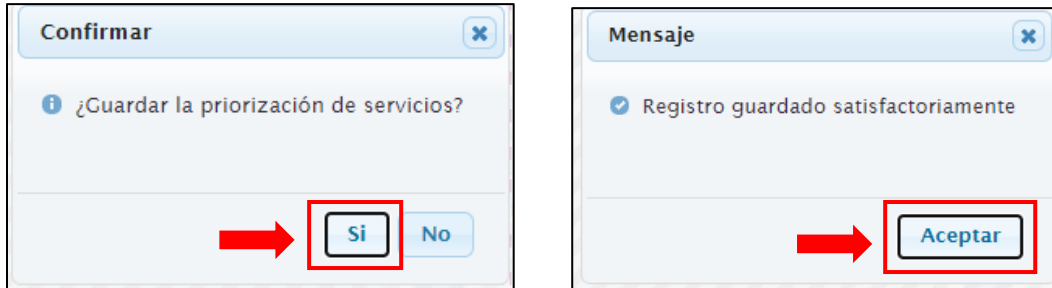 Confirmar
¿Guardar la priorización de servicios?
Si
No
Mensaje
Registro guardado satisfactoriamente
Aceptar